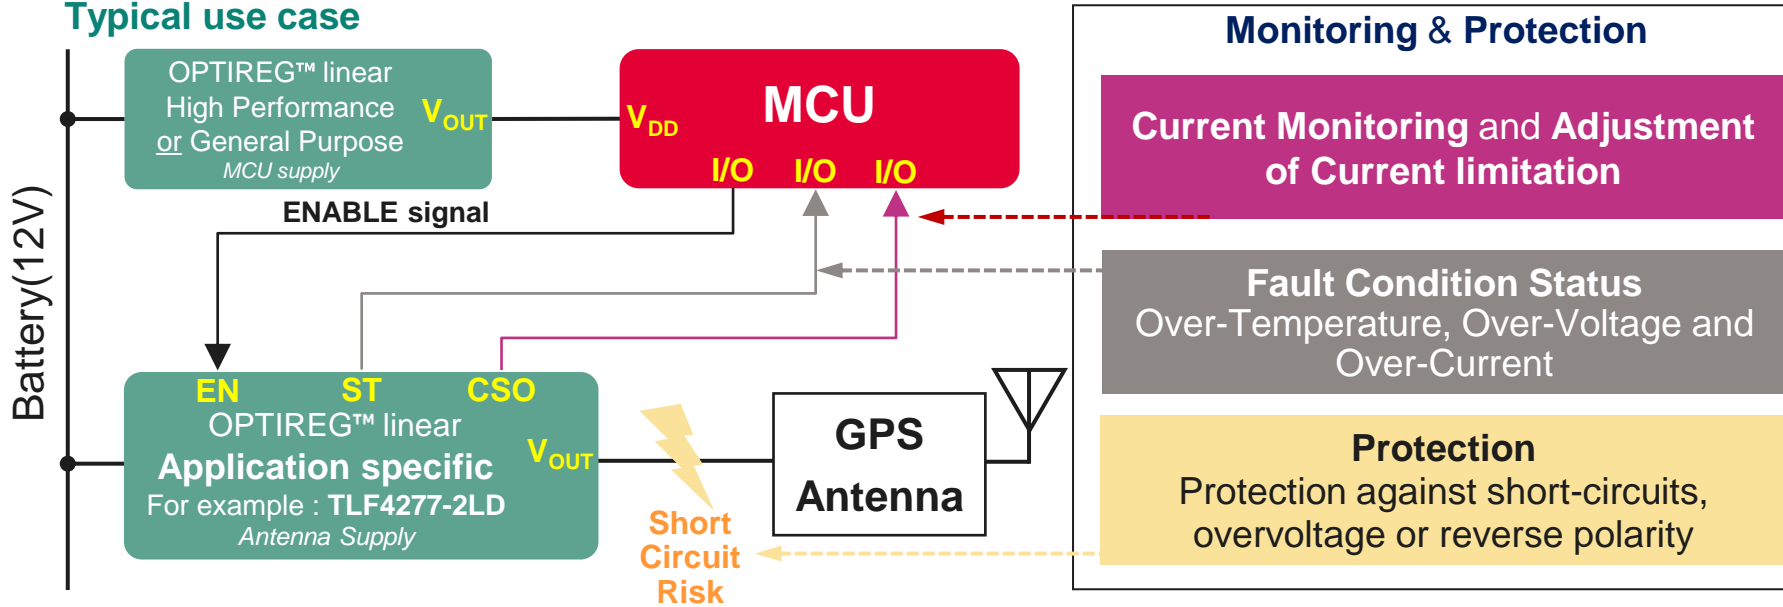 Typical use case
Battery(12V)
OPTIREG™ linear
High Performance
or General Purpose
MCU supply
VOUT
VDD
MCU
I/O
I/O
I/O
ENABLE signal
EN
ST
CSO
OPTIREG™ linear
Application specific
For example : TLF4277-2LD
Antenna Supply
VOUT
Short
Circuit
Risk
GPS
Antenna
Monitoring & Protection
Current Monitoring and Adjustment
of Current limitation
Fault Condition Status
Over-Temperature, Over-Voltage and
Over-Current
Protection
Protection against short-circuits,
overvoltage or reverse polarity